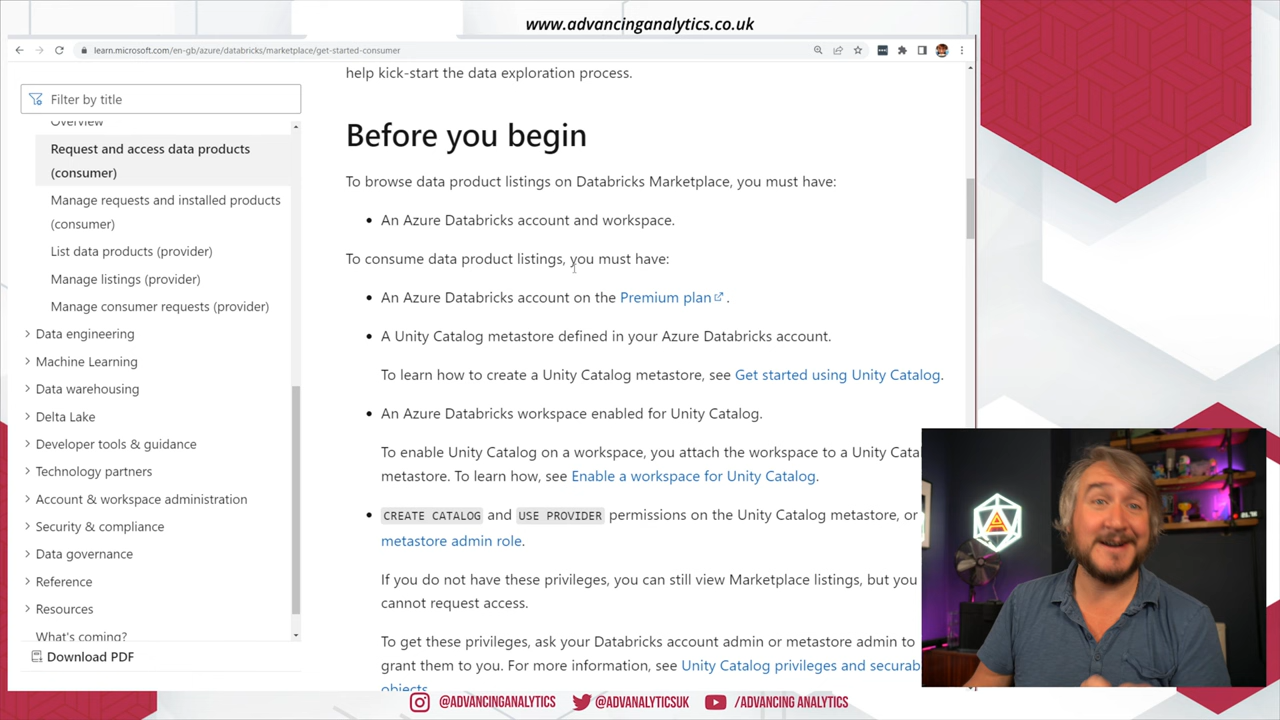 www.advancinganalytics.co.uk
learn.microsoft.com/en-gb/azure/databricks/marketplace/get-started-consumer
Filter by title
Overview
Request and access data products
(consumer)
Manage requests and installed products
(consumer)
List data products (provider)
Manage listings (provider)
Manage consumer requests (provider)
Data engineering
Machine Learning
Data warehousing
Delta Lake
Developer tools & guidance
Technology partners
Account & workspace administration
Security & compliance
Data governance
Reference
Resources
What's coming?
Download PDF
help kick-start the data exploration process.
Before you begin
To browse data product listings on Databricks Marketplace, you must have:
• An Azure Databricks account and workspace.
To consume data product listings, you must have:
• An Azure Databricks account on the Premium plan.
• A Unity Catalog metastore defined in your Azure Databricks account.
To learn how to create a Unity Catalog metastore, see Get started using Unity Catalog.
• An Azure Databricks workspace enabled for Unity Catalog.
To enable Unity Catalog on a workspace, you attach the workspace to a Unity Catal
metastore. To learn how, see Enable a workspace for Unity Catalog.
• CREATE CATALOG and USE PROVIDER permissions on the Unity Catalog metastore, or
metastore admin role.
If you do not have these privileges, you can still view Marketplace listings, but you
cannot request access.
To get these privileges, ask your Databricks account admin or metastore admin to
grant them to you. For more information, see Unity Catalog privileges and securab
objects.
@ADVANCINGANALYTICS @ADVANALYTICSUK /ADVANCING ANALYTICS